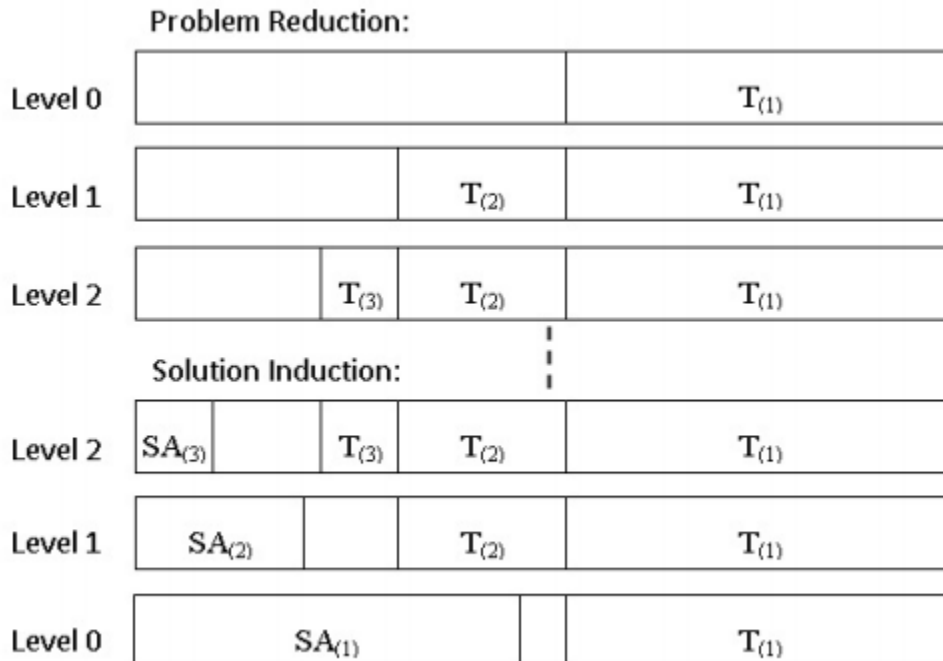 Problem Reduction:
Level 0 T(1)
Level 1 T(2) T(1)
Level 2 T(3) T(2) T(1)
Solution Induction:
Level 2 SA(3) T(3) T(2) T(1)
Level 1 SA(2) T(2) T(1)
Level 0 SA(1) T(1)